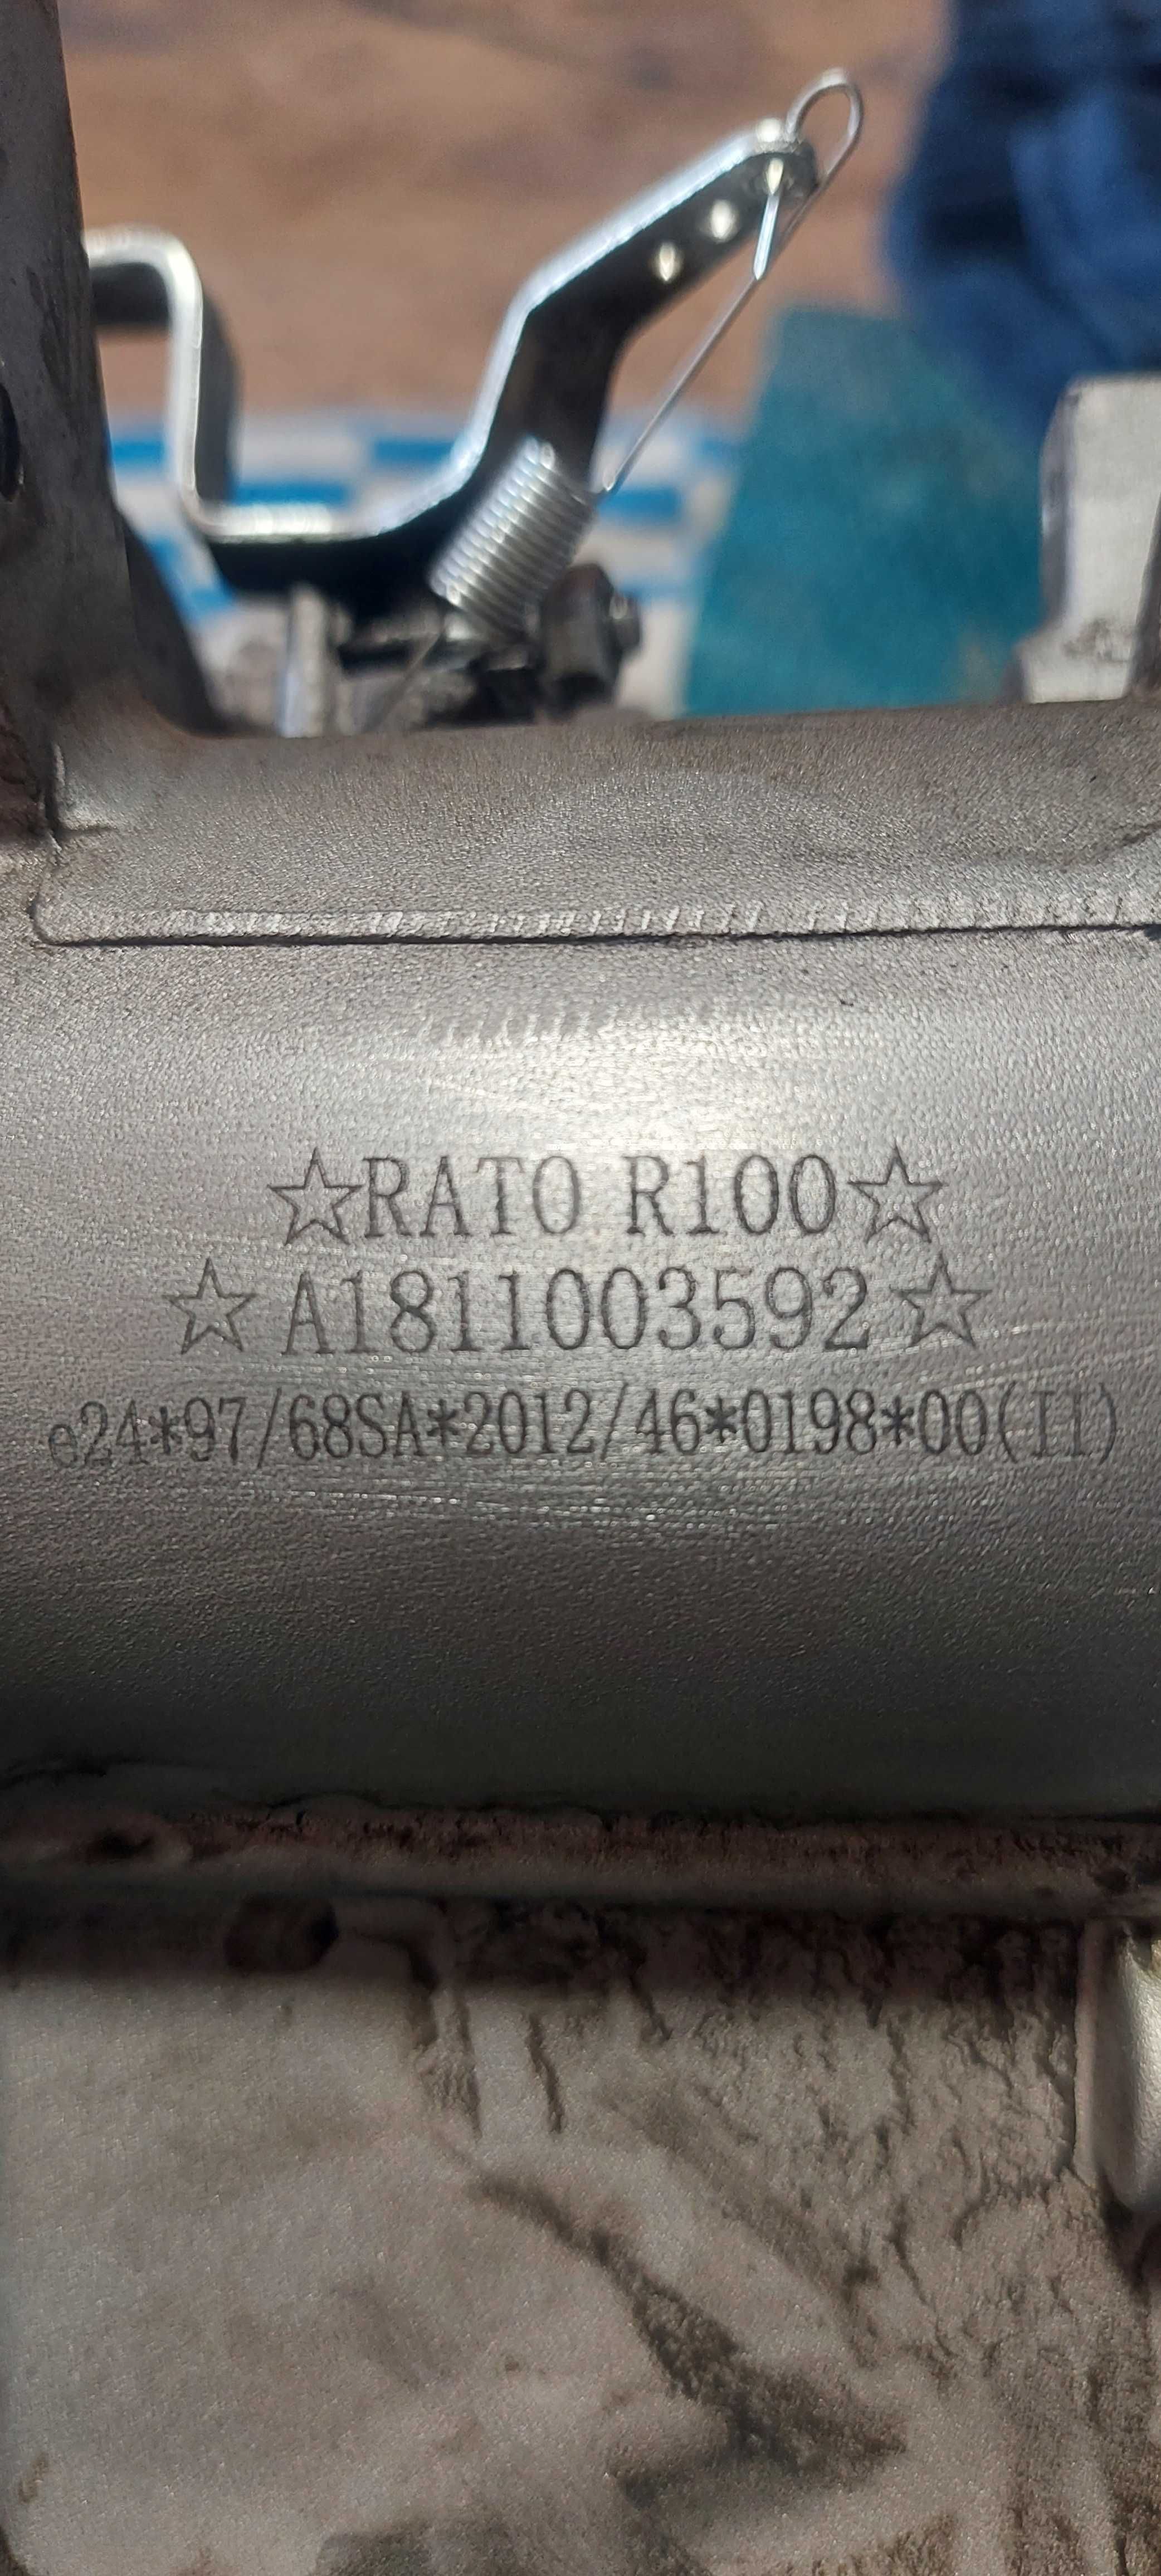 ☆RATO R100☆
☆A1811003592☆
e24*97/68SA*2012/46*0198*00(II)